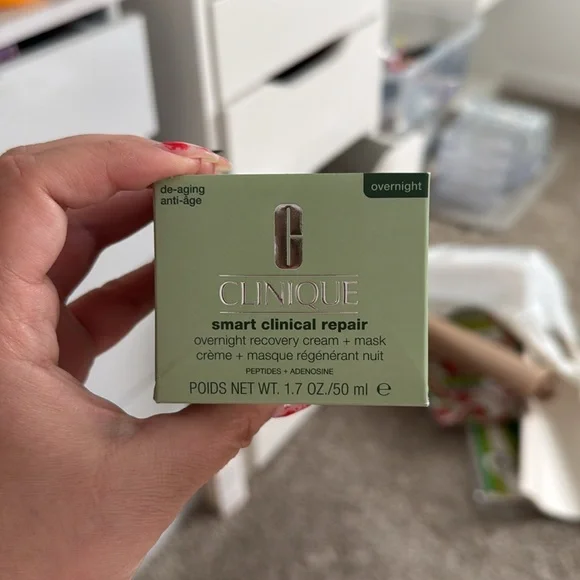 de-aging
anti-âge
overnight
C
CLINIQUE
smart clinical repair
overnight recovery cream + mask
crème + masque régénérant nuit
PEPTIDES + ADENOSINE
POIDS NET WT. 1.7 OZ./50 ml ℮